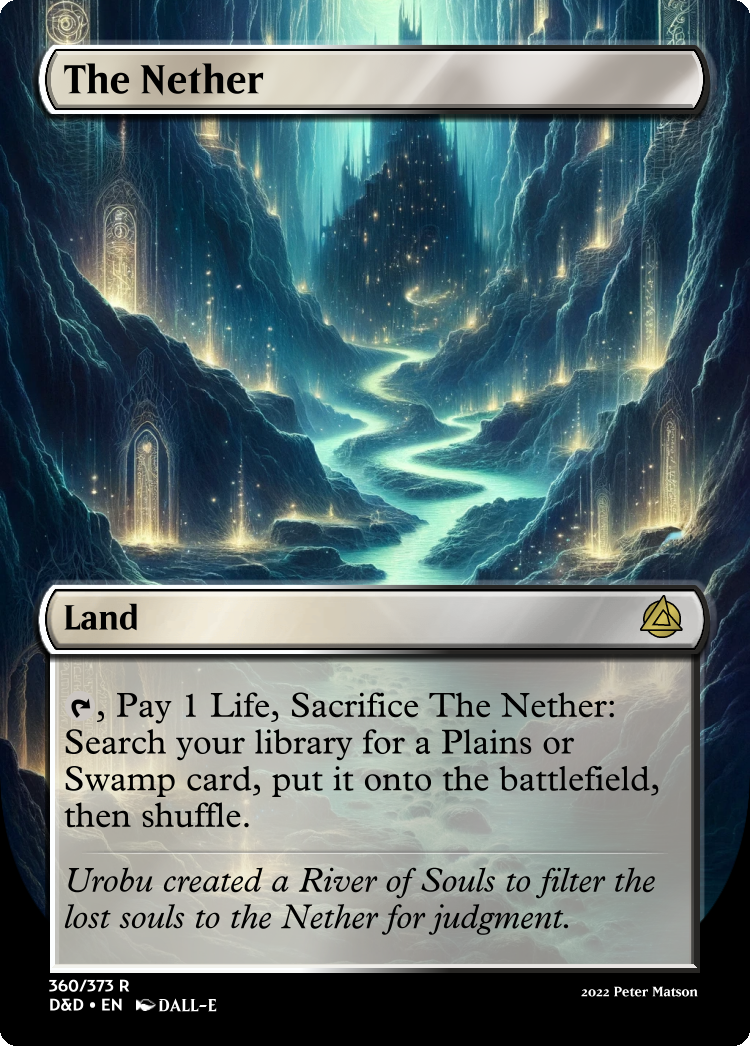 The Nether
Land
, Pay 1 Life, Sacrifice The Nether:
Search your library for a Plains or
Swamp card, put it onto the battlefield,
then shuffle.
Urobu created a River of Souls to filter the
lost souls to the Nether for judgment.
360/373 R
D&D • EN DALL-E
2022 Peter Matson